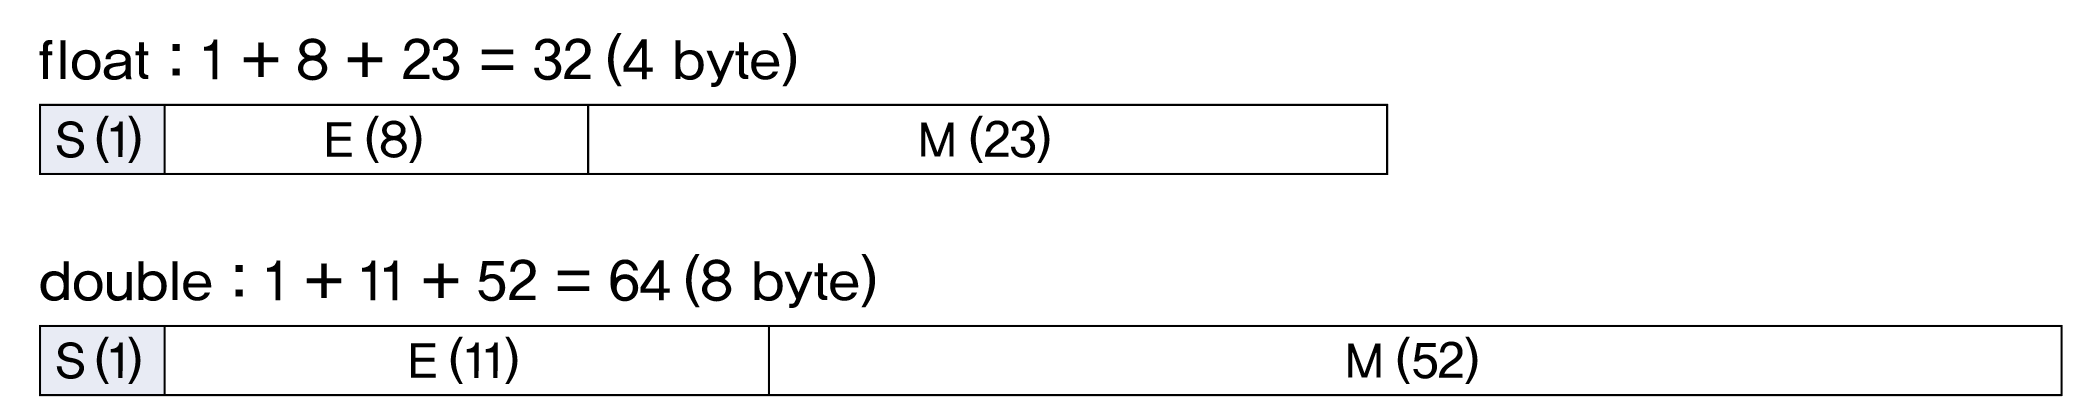 float : 1 + 8 + 23 = 32 (4 byte)
S (1) E (8) M (23)
double : 1 + 11 + 52 = 64 (8 byte)
S (1) E (11) M (52)